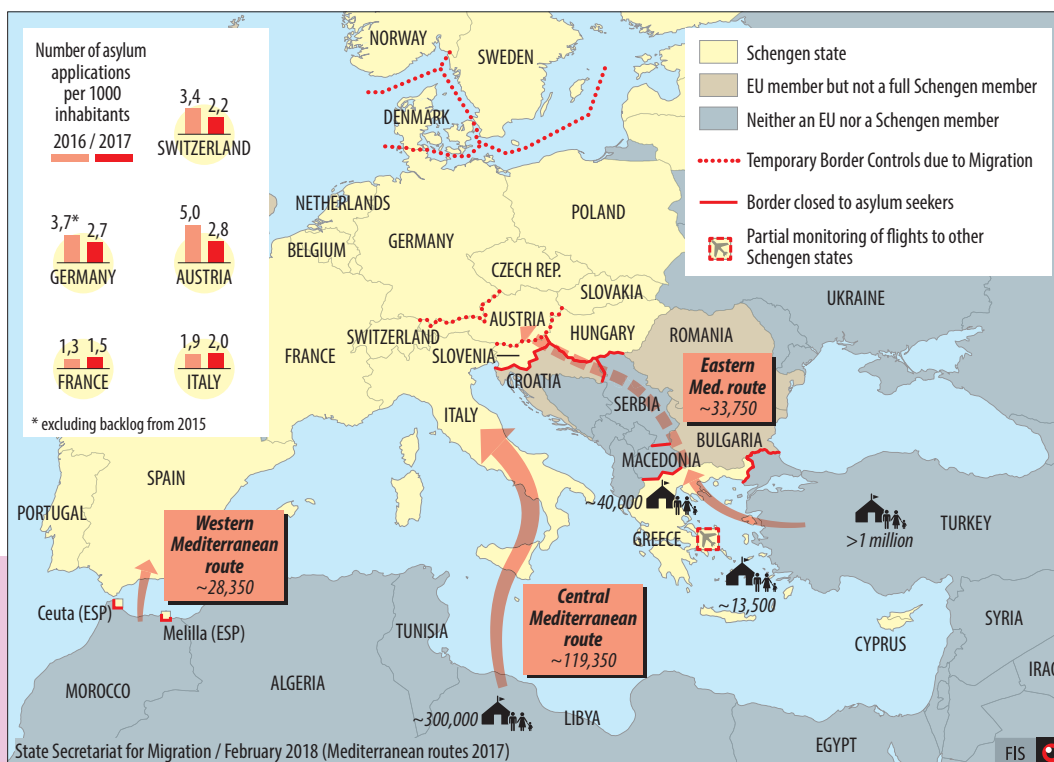 Number of asylum
applications
per 1000
inhabitants
2016 / 2017
3,4
2,2
SWITZERLAND
3,7*
2,7
GERMANY
5,0
2,8
AUSTRIA
1,3
1,5
FRANCE
1,9
2,0
ITALY
* excluding backlog from 2015
Schengen state
EU member but not a full Schengen member
Neither an EU nor a Schengen member
Temporary Border Controls due to Migration
Border closed to asylum seekers
Partial monitoring of flights to other
Schengen states
NORWAY
SWEDEN
DENMARK
NETHERLANDS
BELGIUM
GERMANY
POLAND
CZECH REP.
SLOVAKIA
UKRAINE
AUSTRIA
HUNGARY
ROMANIA
SWITZERLAND
SLOVENIA
FRANCE
CROATIA
SERBIA
Eastern
Med. route
~33,750
ITALY
BULGARIA
MACEDONIA
SPAIN
PORTUGAL
~40,000
GREECE
TURKEY
>1 million
~13,500
Western
Mediterranean
route
~28,350
Ceuta (ESP)
Melilla (ESP)
Central
Mediterranean
route
~119,350
TUNISIA
CYPRUS
SYRIA
IRAQ
MOROCCO
ALGERIA
~300,000
LIBYA
EGYPT
State Secretariat for Migration / February 2018 (Mediterranean routes 2017)
FIS